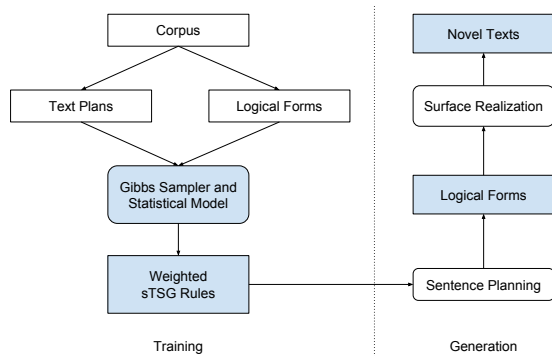 Corpus
Novel Texts
Text Plans
Logical Forms
Surface Realization
Gibbs Sampler and
Statistical Model
Logical Forms
Weighted
sTSG Rules
Sentence Planning
Training
Generation